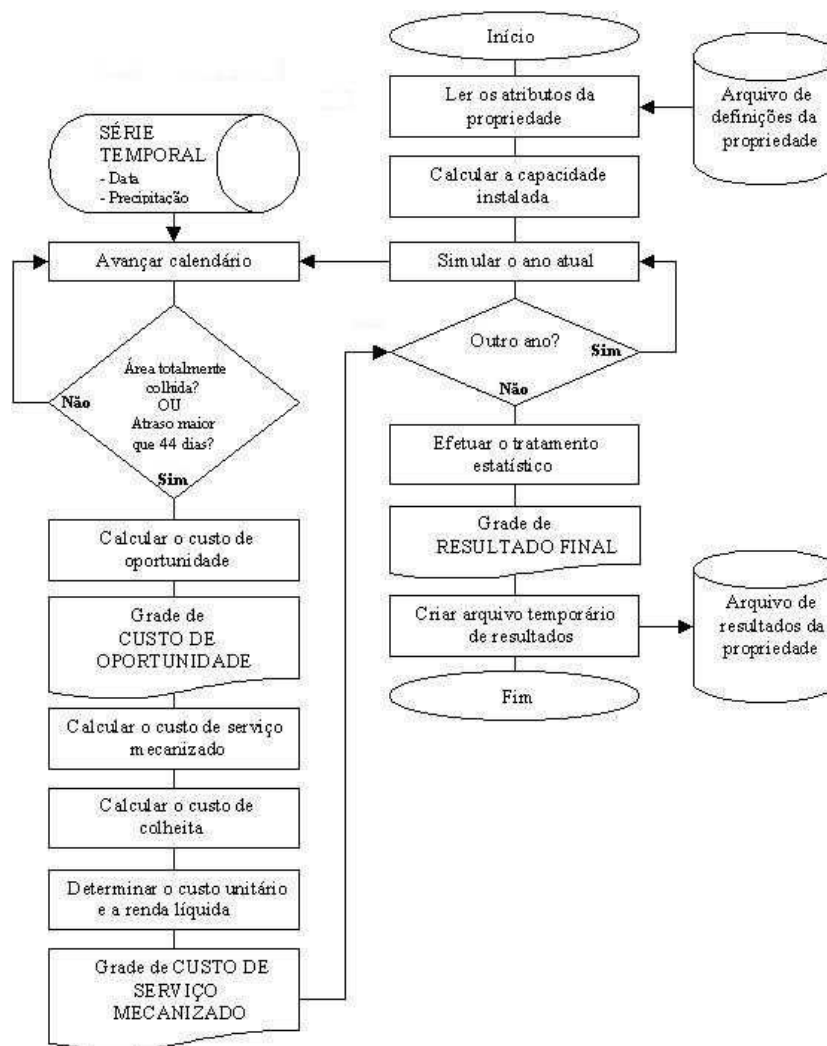 Início
Ler os atributos da
propriedade
Arquivo de
definições da
propriedade
Calcular a capacidade
instalada
SÉRIE
TEMPORAL
- Data
- Precipitação
Avançar calendário
Simular o ano atual
Área totalmente
colhida?
OU
Atraso maior
que 44 dias?
Não
Sim
Outro ano?
Sim
Não
Calcular o custo de
oportunidade
Grade de
CUSTO DE
OPORTUNIDADE
Calcular o custo de serviço
mecanizado
Calcular o custo de
colheita
Determinar o custo unitário
e a renda líquida
Grade de CUSTO DE
SERVIÇO
MECANIZADO
Efetuar o tratamento
estatístico
Grade de
RESULTADO FINAL
Criar arquivo temporário
de resultados
Arquivo de
resultados da
propriedade
Fim